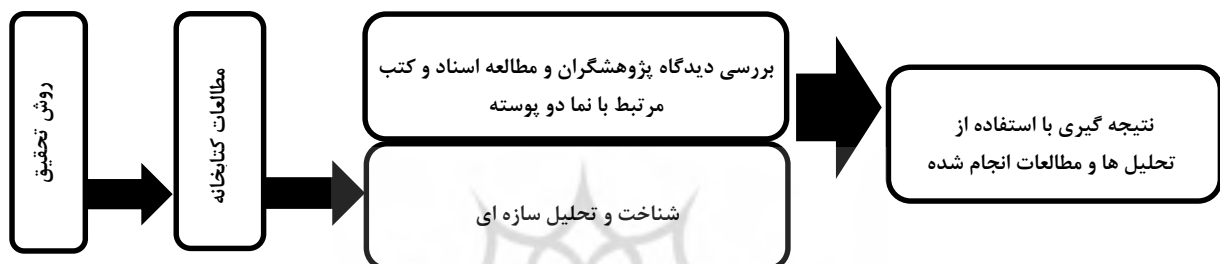 روش تحقیق
مطالعات کتابخانه
بررسی دیدگاه پژوهشگران و مطالعه اسناد و کتب
مرتبط با نما دو پوسته
شناخت و تحلیل سازه ای
نتیجه گیری با استفاده از
تحلیل ها و مطالعات انجام شده